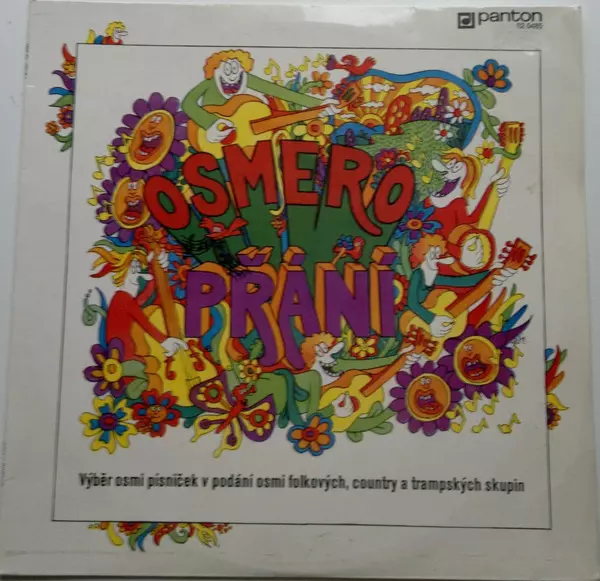 panton
OSMERO
PŘÁNÍ
Výběr osmi písniček v podání osmi folkových, country a trampských skupin